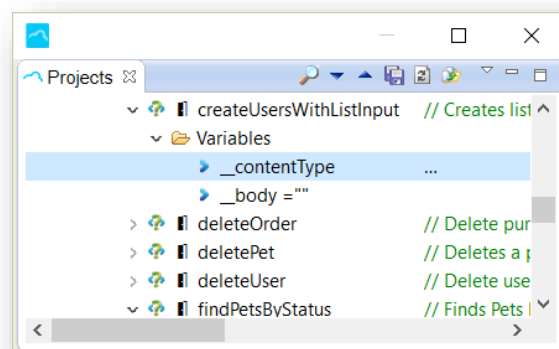 Projects
createUsersWithListInput // Creates list
Variables
__contentType ...
__body =""
deleteOrder // Delete pur
deletePet // Deletes a
deleteUser // Delete use
findPetsByStatus // Finds Pets